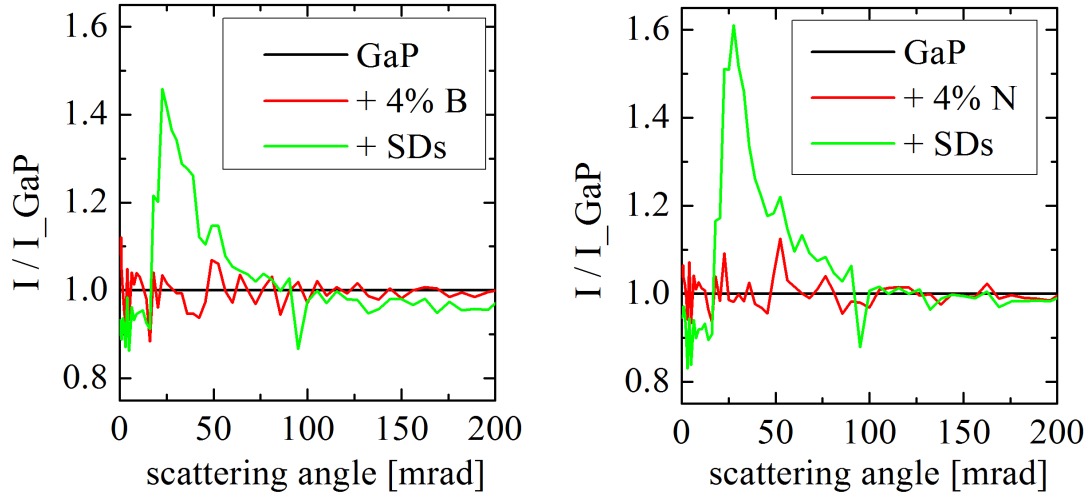 I / I_GaP
1.6
1.4
1.2
1.0
0.8
GaP
+ 4% B
+ SDs
0 50 100 150 200
scattering angle [mrad]
I / I_GaP
1.6
1.4
1.2
1.0
0.8
GaP
+ 4% N
+ SDs
0 50 100 150 200
scattering angle [mrad]